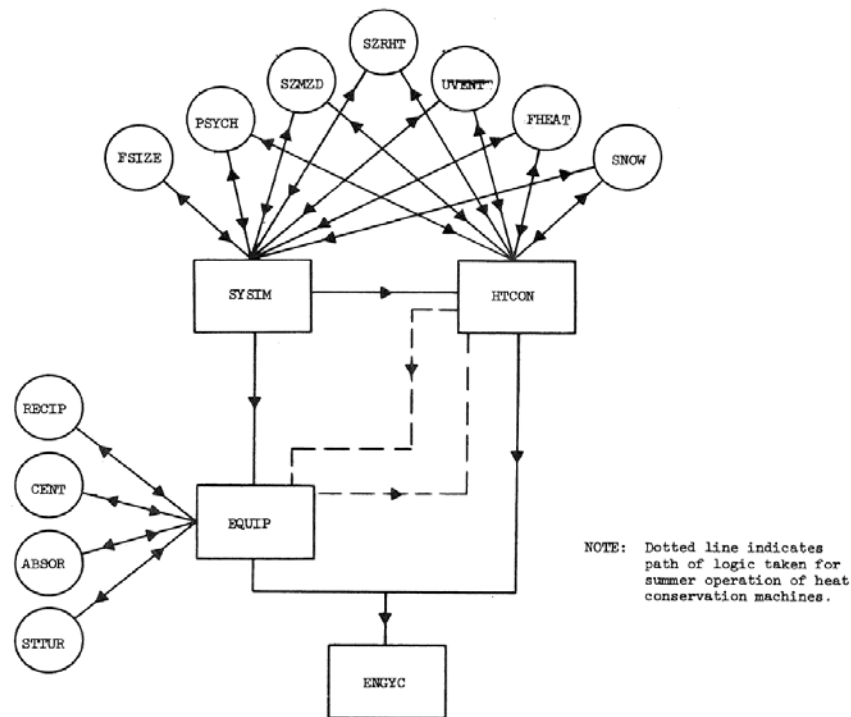 SZRHT
SZMZD
UVENT
PSYCH
FHEAT
FSIZE
SNOW
SYSIM
HTCON
RECIP
CENT
EQUIP
ABSOR
STTUR
NOTE: Dotted line indicates
path of logic taken for
summer operation of heat
conservation machines.
ENGYC